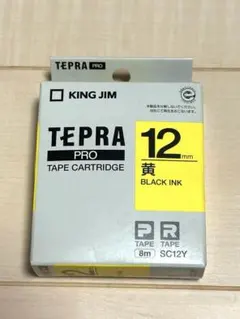 TEPRA PRO
KING JIM
TEPRA
PRO
TAPE CARTRIDGE
12mm
黄
BLACK INK
P
TAPE
8m
R
TAPE
SC12Y